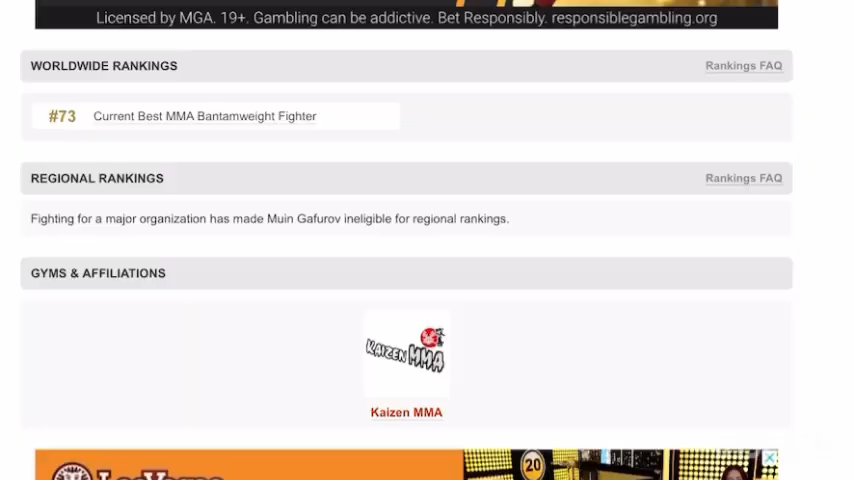 Licensed by MGA. 19+. Gambling can be addictive. Bet Responsibly. responsiblegambling.org
WORLDWIDE RANKINGS
Rankings FAQ
#73 Current Best MMA Bantamweight Fighter
REGIONAL RANKINGS
Rankings FAQ
Fighting for a major organization has made Muin Gafurov ineligible for regional rankings.
GYMS & AFFILIATIONS
KAIZEN MMA
Kaizen MMA
20